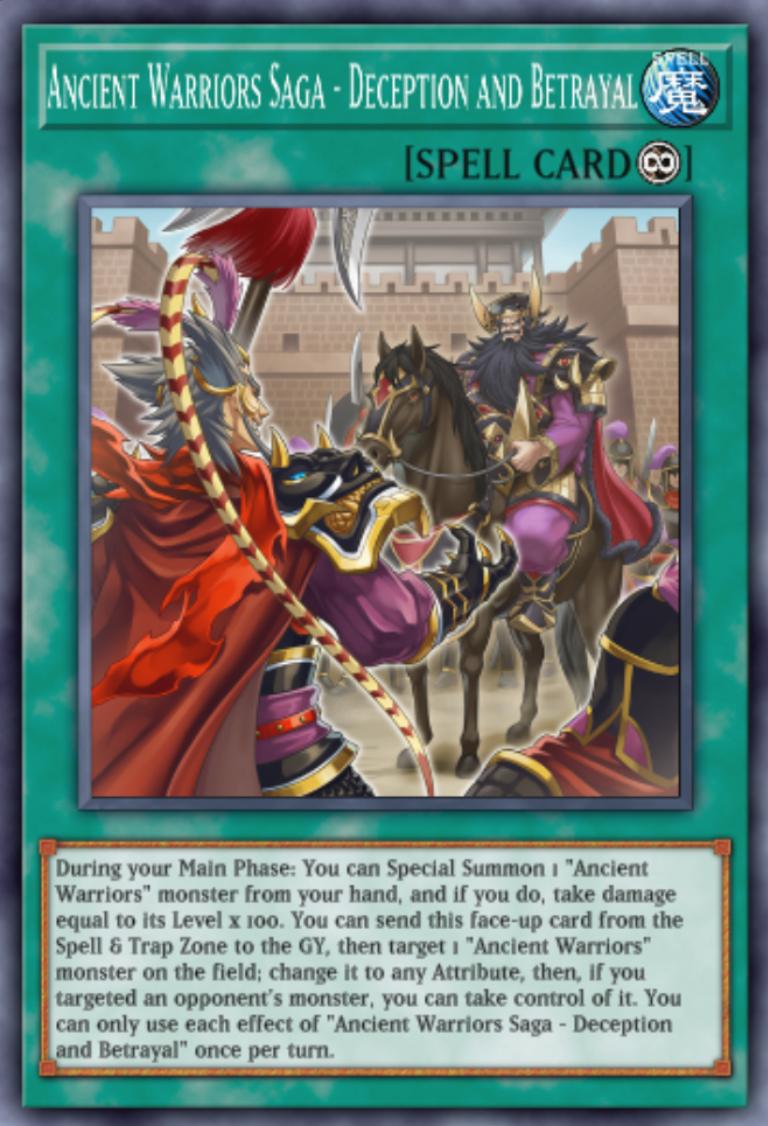 ANCIENT WARRIORS SAGA - DECEPTION AND BETRAYAL
SPELL
魔
[SPELL CARD]
During your Main Phase: You can Special Summon 1 "Ancient
Warriors" monster from your hand, and if you do, take damage
equal to its Level x 100. You can send this face-up card from the
Spell & Trap Zone to the GY, then target 1 "Ancient Warriors"
monster on the field; change it to any Attribute, then, if you
targeted an opponent's monster, you can take control of it. You
can only use each effect of "Ancient Warriors Saga - Deception
and Betrayal" once per turn.